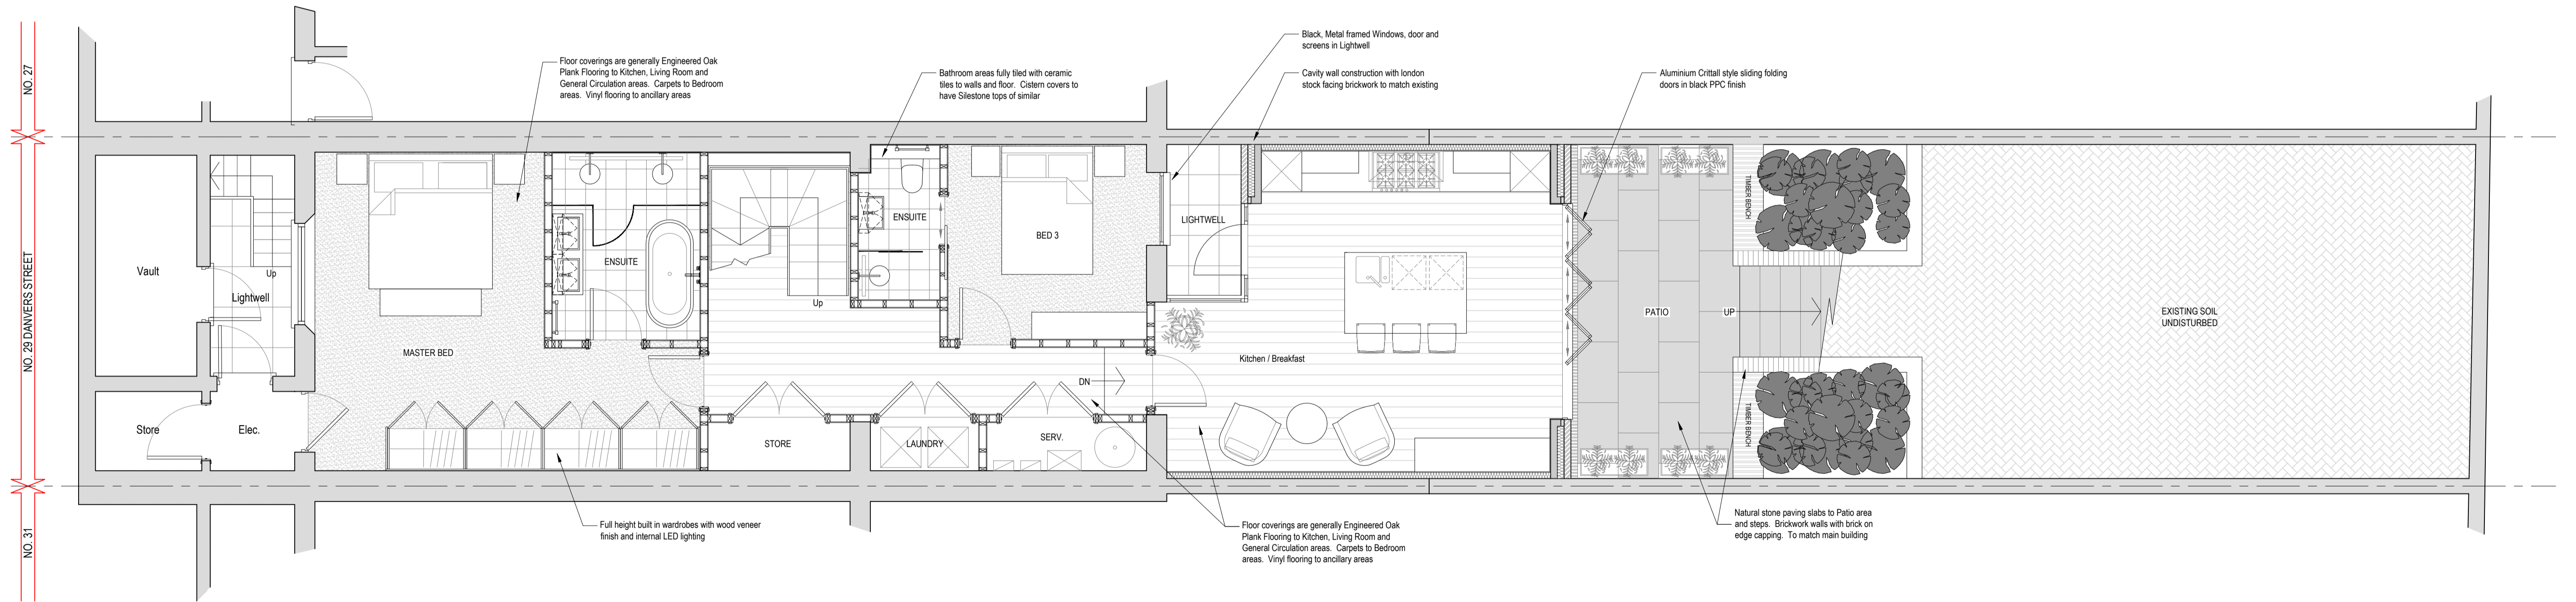 NO. 27
NO. 29 DANVERS STREET
NO. 31
Floor coverings are generally Engineered Oak
Plank Flooring to Kitchen, Living Room and
General Circulation areas.  Carpets to Bedroom
areas.  Vinyl flooring to ancillary areas
Bathroom areas fully tiled with ceramic
tiles to walls and floor.  Cistern covers to
have Silestone tops of similar
Black, Metal framed Windows, door and
screens in Lightwell
Cavity wall construction with london
stock facing brickwork to match existing
Aluminium Crittall style sliding folding
doors in black PPC finish
Vault
Up
Lightwell
Store
Elec.
MASTER BED
ENSUITE
Up
ENSUITE
BED 3
LIGHTWELL
Kitchen / Breakfast
DN
STORE
LAUNDRY
SERV.
PATIO
UP
TIMBER BENCH
TIMBER BENCH
EXISTING SOIL
UNDISTURBED
Full height built in wardrobes with wood veneer
finish and internal LED lighting
Floor coverings are generally Engineered Oak
Plank Flooring to Kitchen, Living Room and
General Circulation areas.  Carpets to Bedroom
areas.  Vinyl flooring to ancillary areas
Natural stone paving slabs to Patio area
and steps.  Brickwork walls with brick on
edge capping.  To match main building